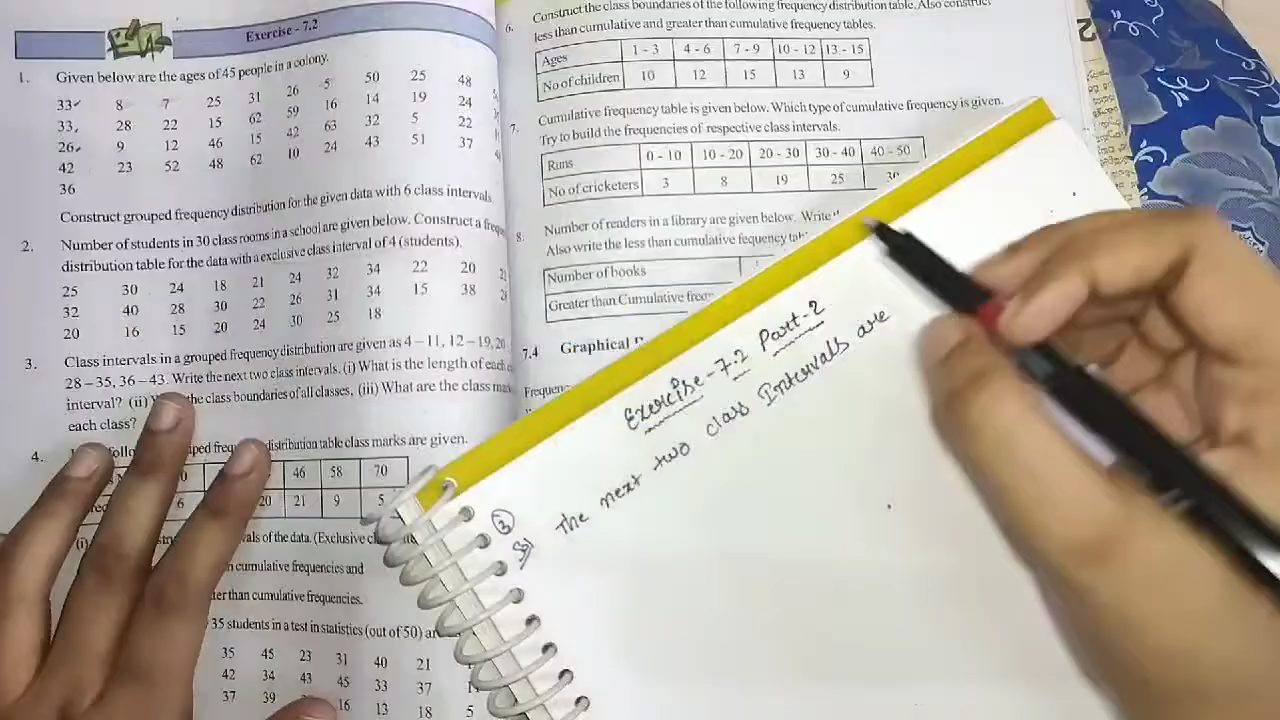 Exercise - 7.2
1. Given below are the ages of 45 people in a colony.
33 8 7 25 31 26 5 50 25 48
33, 28 22 15 62 59 16 14 19 24
26 9 12 46 15 42 63 32 5 22
42 23 52 48 62 10 24 43 51 37
36
Construct grouped frequency distribution for the given data with 6 class intervals
2. Number of students in 30 class rooms in a school are given below. Construct a
distribution table for the data with a exclusive class interval of 4 (students).
25 30 24 18 21 24 32 34 22 20
32 40 28 30 22 26 31 34 15 38
20 16 15 20 24 30 25 18
3. Class intervals in a grouped frequency distribution are given as 4 – 11, 12 – 19,
28 – 35, 36 – 43. Write the next two class intervals. (i) What is the length of each
interval? (ii) the class boundaries of all classes, (iii) What are the class
each class?
4. distribution table class marks are given.
46 58 70
6 20 21 9 5
(i) of the data. (Exclusive
cumulative frequencies and
than cumulative frequencies.
35 students in a test in statistics (out of 50)
35 45 23 31 40 21
42 34 43 45 33 37
37 39 16 13 18 5
6. Construct the class boundaries of the following frequency distribution table. Also construct
less than cumulative and greater than cumulative frequency tables.
Ages 1 - 3 4 - 6 7 - 9 10 - 12 13 - 15
No of children 10 12 15 13 9
7. Cumulative frequency table is given below. Which type of cumulative frequency is given.
Try to build the frequencies of respective class intervals.
Runs 0 - 10 10 - 20 20 - 30 30 - 40 40 - 50
No of cricketers 3 8 19 25 30
8. Number of renders in a library are given below. Write
Also write the less than cumulative fequency
Number of books
Greater than Cumulative
7.4 Graphical
Exercise - 7.2 Part-2
③ The next two class Intervals are
Sol